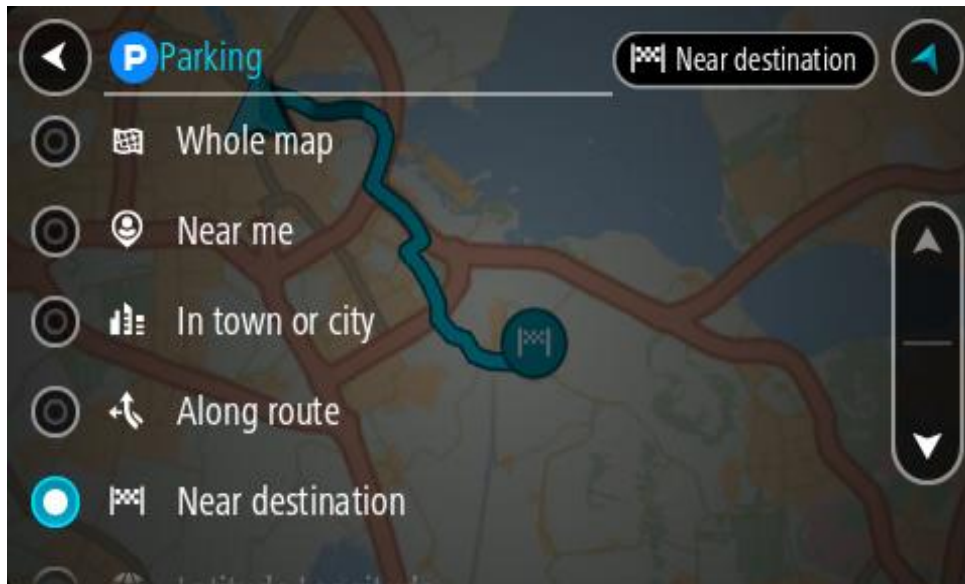 P Parking
Near destination
Whole map
Near me
In town or city
Along route
Near destination